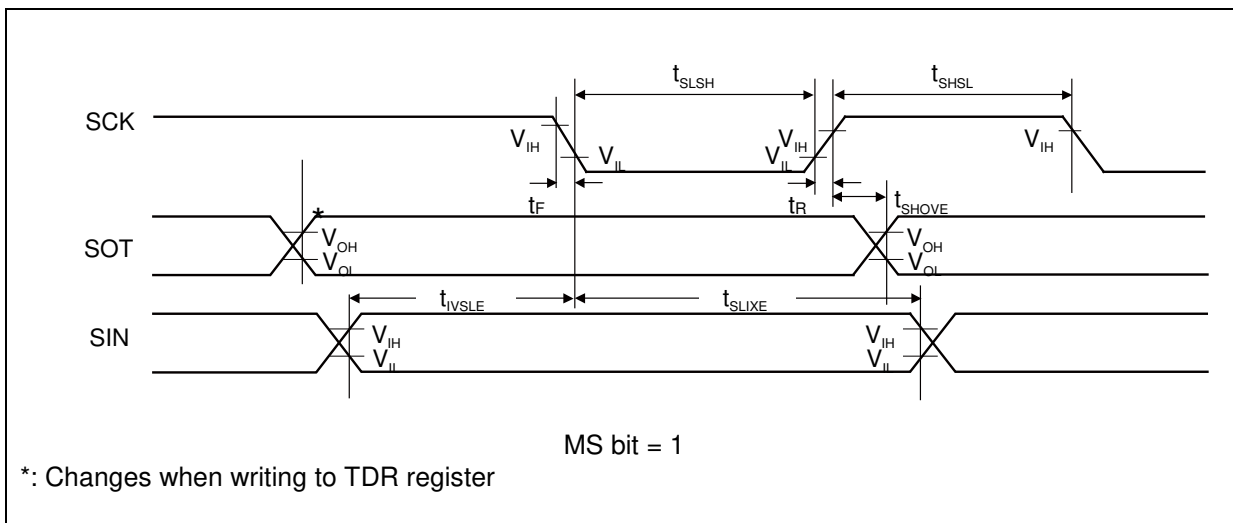 tSLSH tSHSL
SCK
VIH VIL VIH VIL VIH
tF tR tSHOVE
*
SOT
VOH VOL VOH VOL
tIVSLE tSLIXE
SIN
VIH VIL VIH VIL
MS bit = 1
*: Changes when writing to TDR register